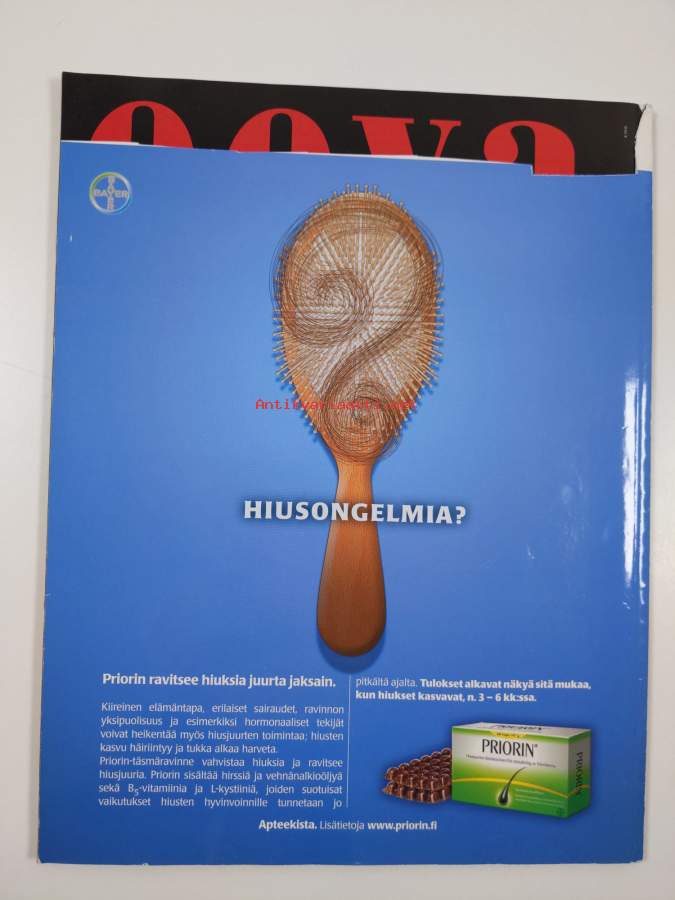 eeva
BAYER
Antikvariaatti.net
HIUSONGELMIA?
Priorin ravitsee hiuksia juurta jaksain.
Kiireinen elämäntapa, erilaiset sairaudet, ravinnon
yksipuolisuus ja esimerkiksi hormonaaliset tekijät
voivat heikentää myös hiusjuurten toimintaa; hiusten
kasvu häiriintyy ja tukka alkaa harveta.
Priorin-täsmäravinne vahvistaa hiuksia ja ravitsee
hiusjuuria. Priorin sisältää hirssiä ja vehnänalkioöljyä
sekä B5-vitamiinia ja L-kystiiniä, joiden suotuisat
vaikutukset hiusten hyvinvoinnille tunnetaan jo
pitkältä ajalta. Tulokset alkavat näkyä sitä mukaa,
kun hiukset kasvavat, n. 3 – 6 kk:ssa.
PRIORIN®
PRIORIN
Apteekista. Lisätietoja www.priorin.fi